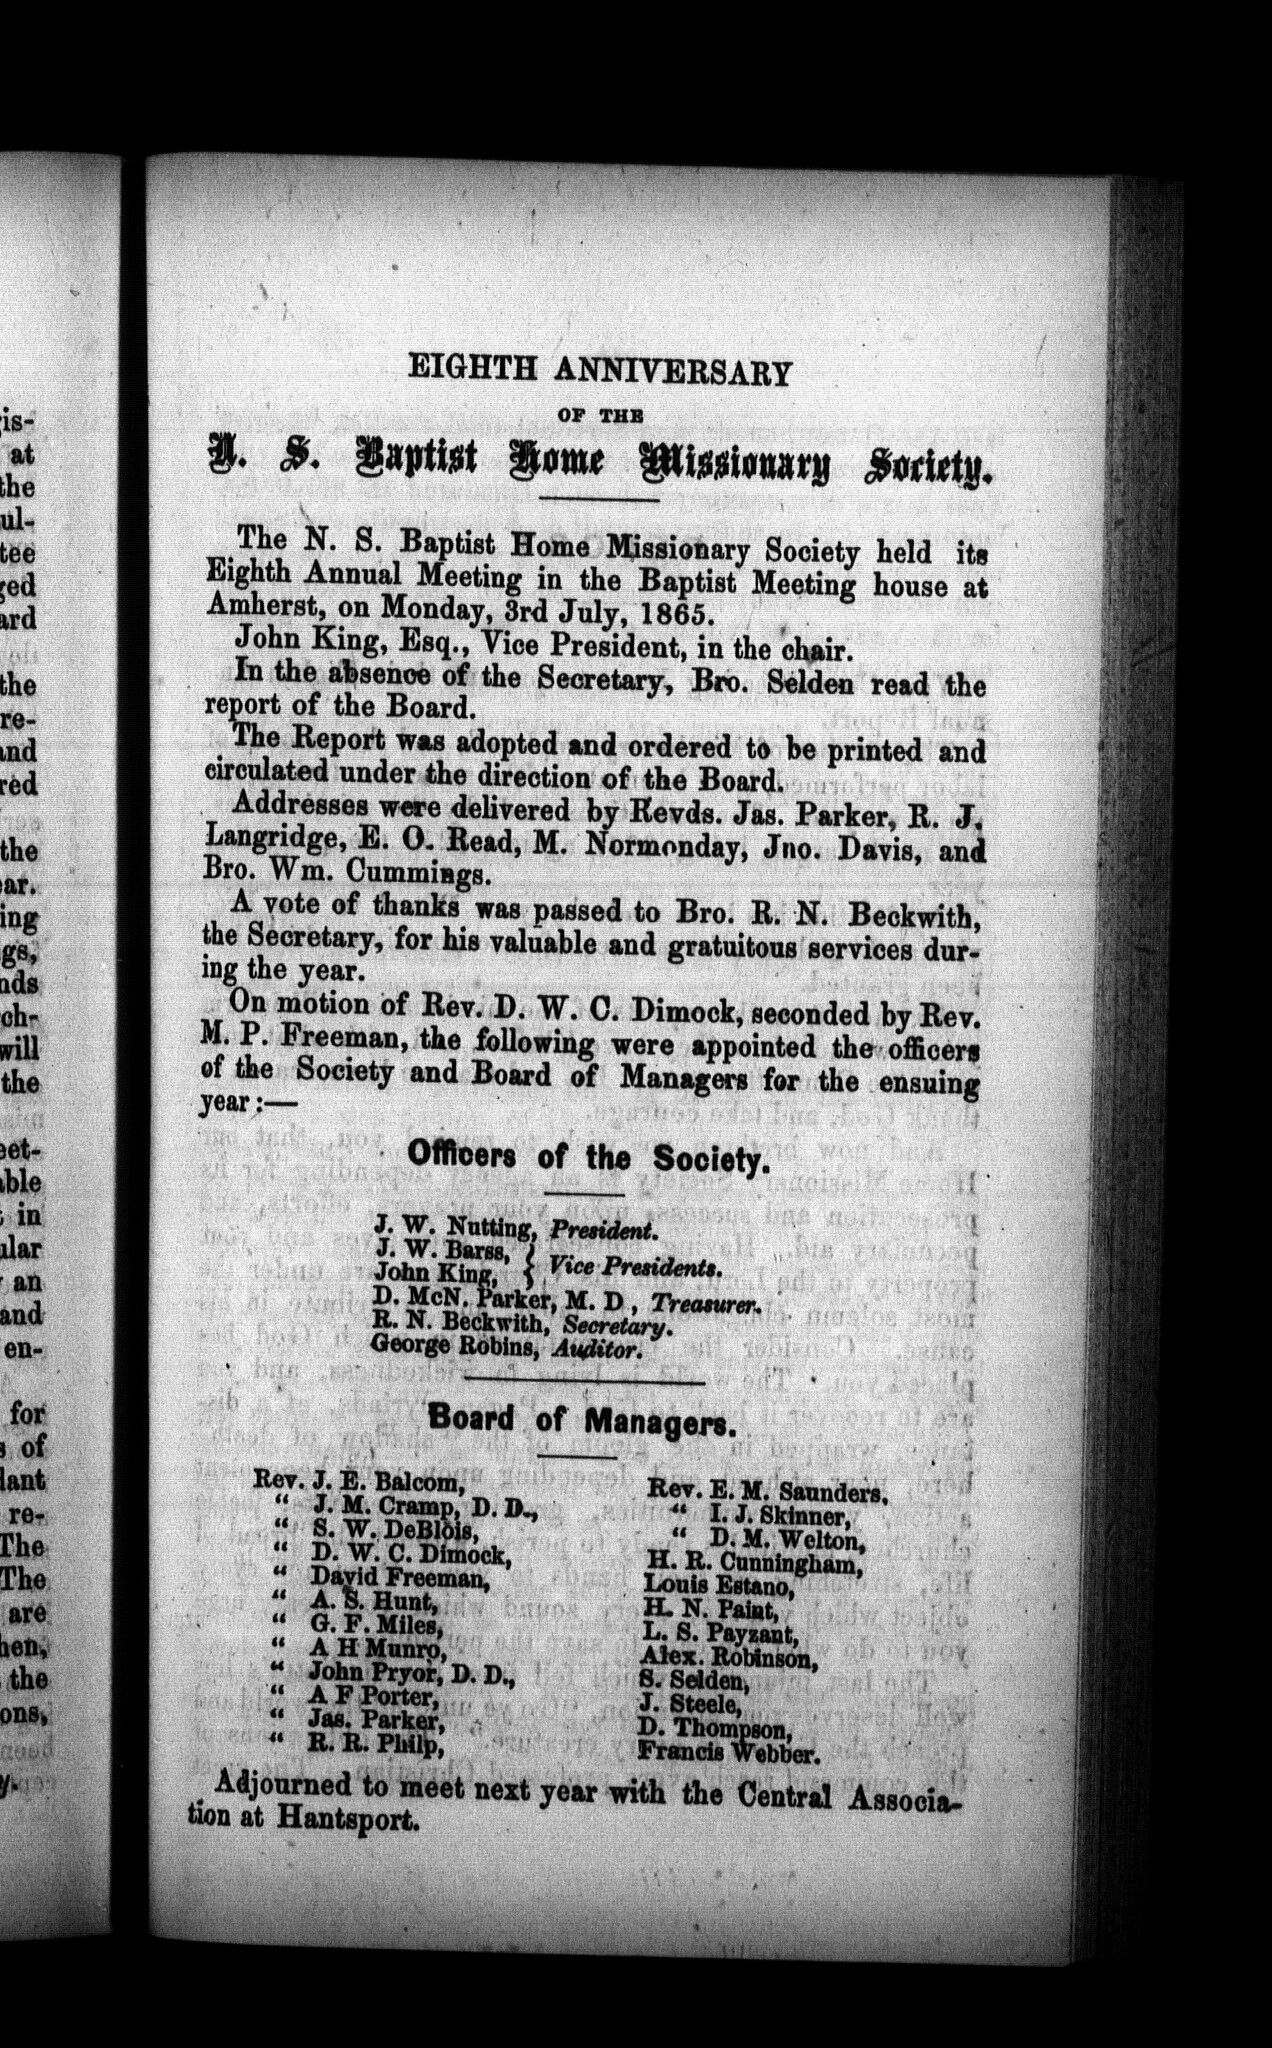 EIGHTH ANNIVERSARY
OF THE
N. S. Baptist Home Missionary Society.
The N. S. Baptist Home Missionary Society held its
Eighth Annual Meeting in the Baptist Meeting house at
Amherst, on Monday, 3rd July, 1865.
John King, Esq., Vice President, in the chair.
In the absence of the Secretary, Bro. Selden read the
report of the Board.
The Report was adopted and ordered to be printed and
circulated under the direction of the Board.
Addresses were delivered by Revds. Jas. Parker, R. J.
Langridge, E. O. Read, M. Normonday, Jno. Davis, and
Bro. Wm. Cummings.
A vote of thanks was passed to Bro. R. N. Beckwith,
the Secretary, for his valuable and gratuitous services dur-
ing the year.
On motion of Rev. D. W. C. Dimock, seconded by Rev.
M. P. Freeman, the following were appointed the officers
of the Society and Board of Managers for the ensuing
year:—
Officers of the Society.
J. W. Nutting, President.
J. W. Barss, } Vice Presidents.
John King,
D. McN. Parker, M. D, Treasurer.
R. N. Beckwith, Secretary.
George Robins, Auditor.
Board of Managers.
Rev. J. E. Balcom,
" J. M. Cramp, D. D.,
" S. W. DeBlois,
" D. W. C. Dimock,
" David Freeman,
" A. S. Hunt,
" G. F. Miles,
" A H Munro,
" John Pryor, D. D.,
" A F Porter,
" Jas. Parker,
" R. R. Philp,
Rev. E. M. Saunders,
" I. J. Skinner,
" D. M. Welton,
H. R. Cunningham,
Louis Estano,
H. N. Paint,
L. S. Payzant,
Alex. Robinson,
S. Selden,
J. Steele,
D. Thompson,
Francis Webber.
Adjourned to meet next year with the Central Associa-
tion at Hantsport.